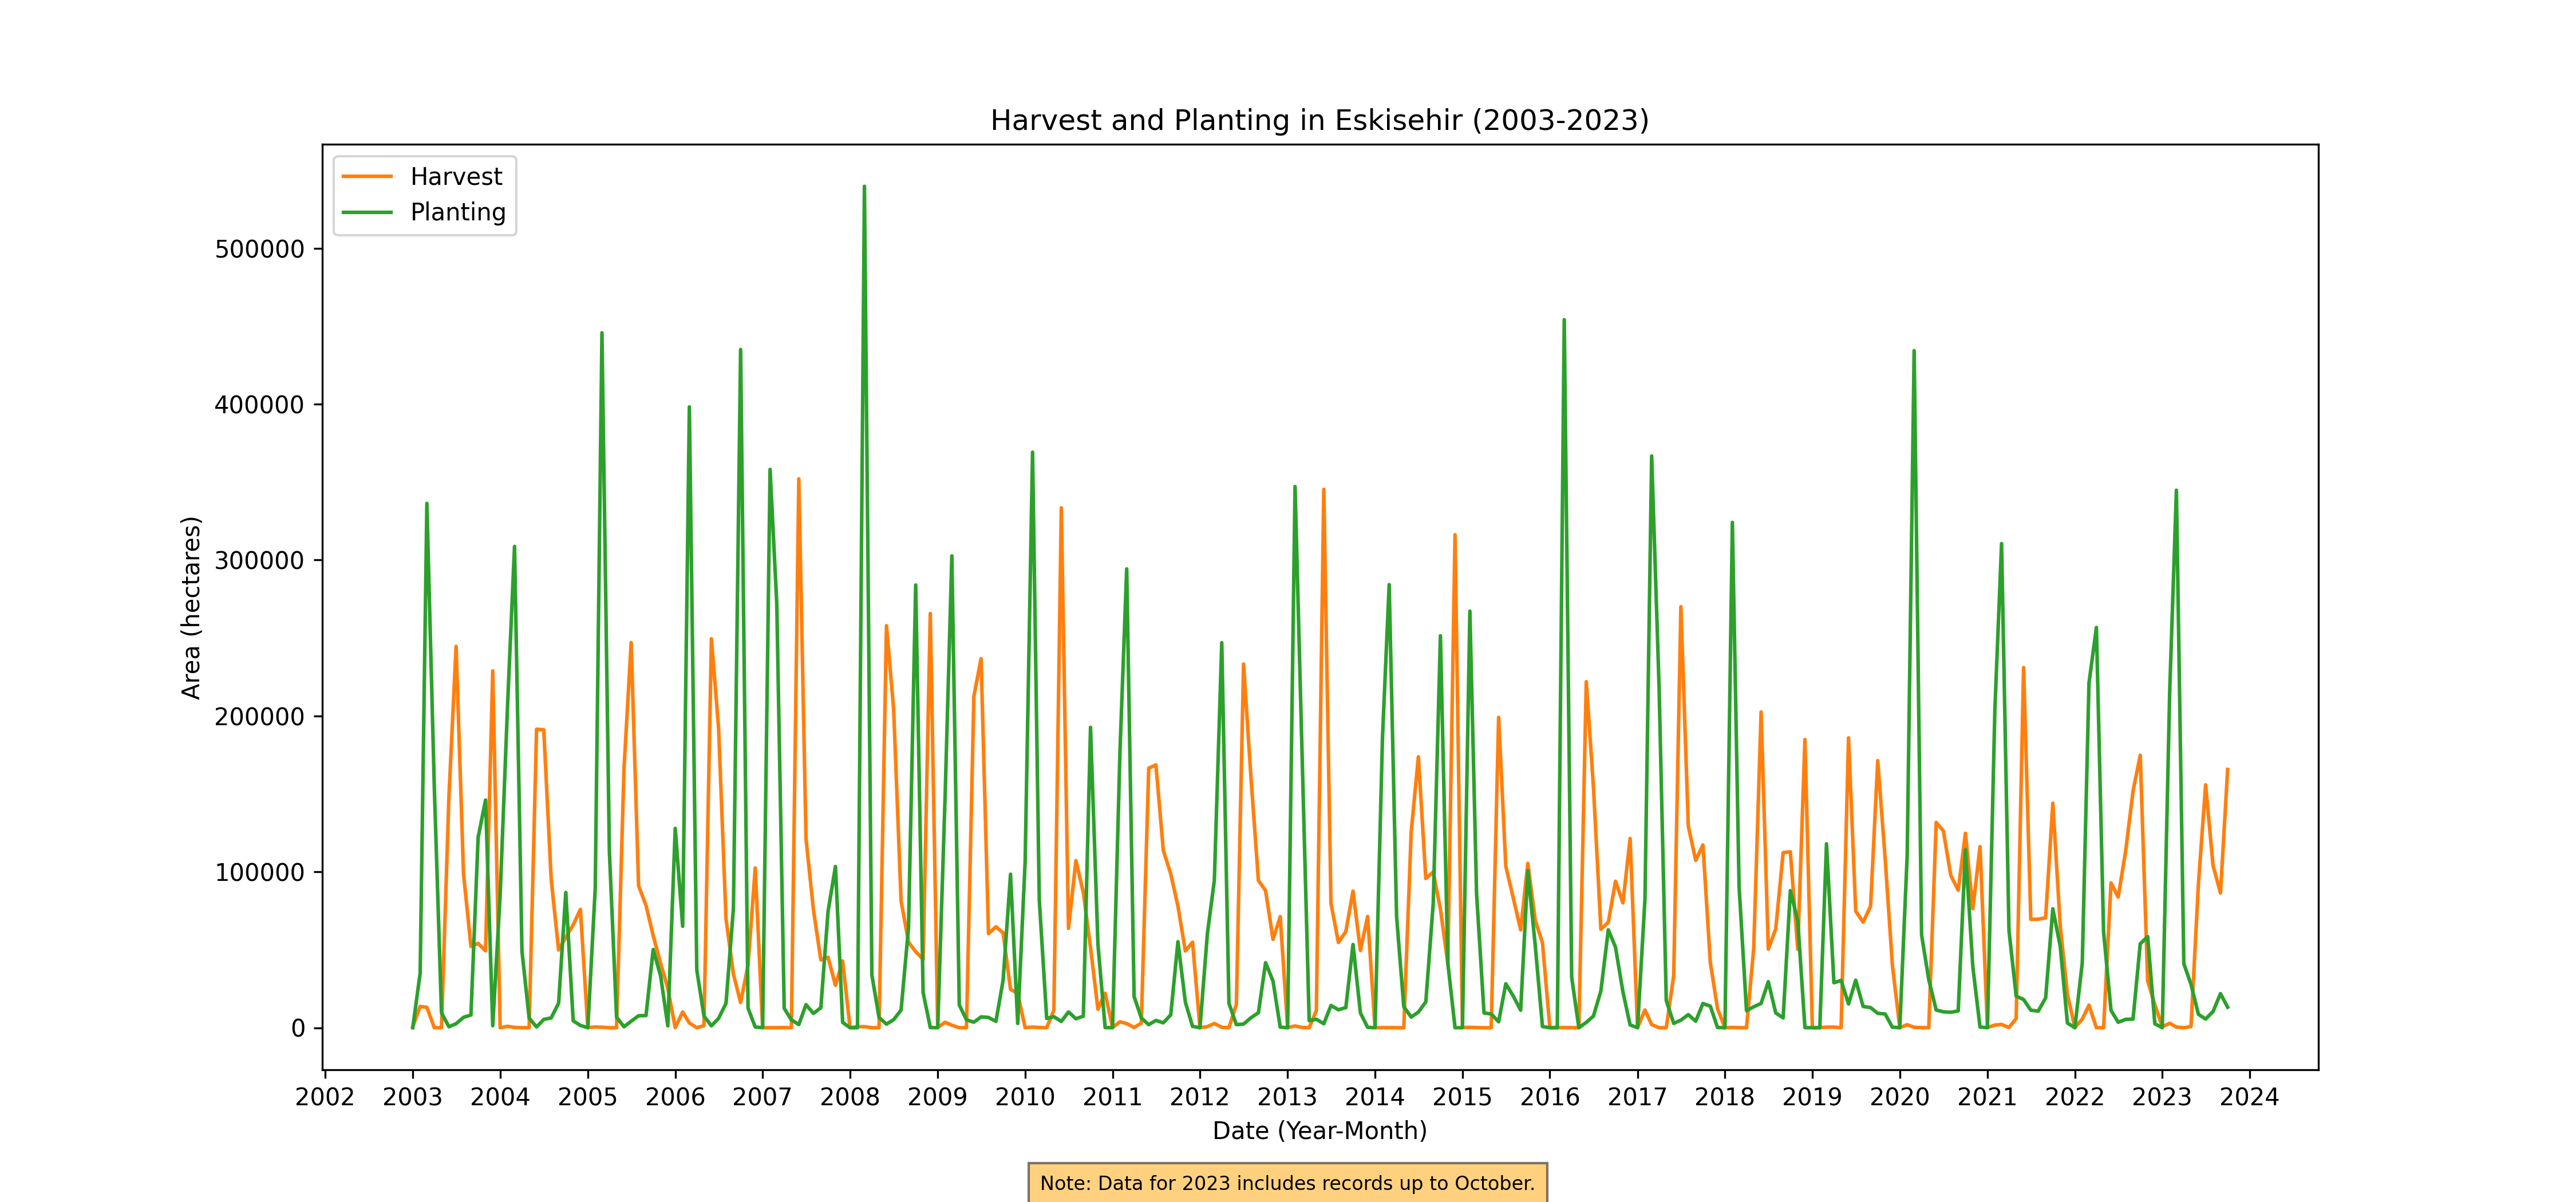 Harvest and Planting in Eskisehir (2003-2023)
Harvest
Planting
500000
400000
300000
200000
100000
0
Area (hectares)
2002 2003 2004 2005 2006 2007 2008 2009 2010 2011 2012 2013 2014 2015 2016 2017 2018 2019 2020 2021 2022 2023 2024
Date (Year-Month)
Note: Data for 2023 includes records up to October.